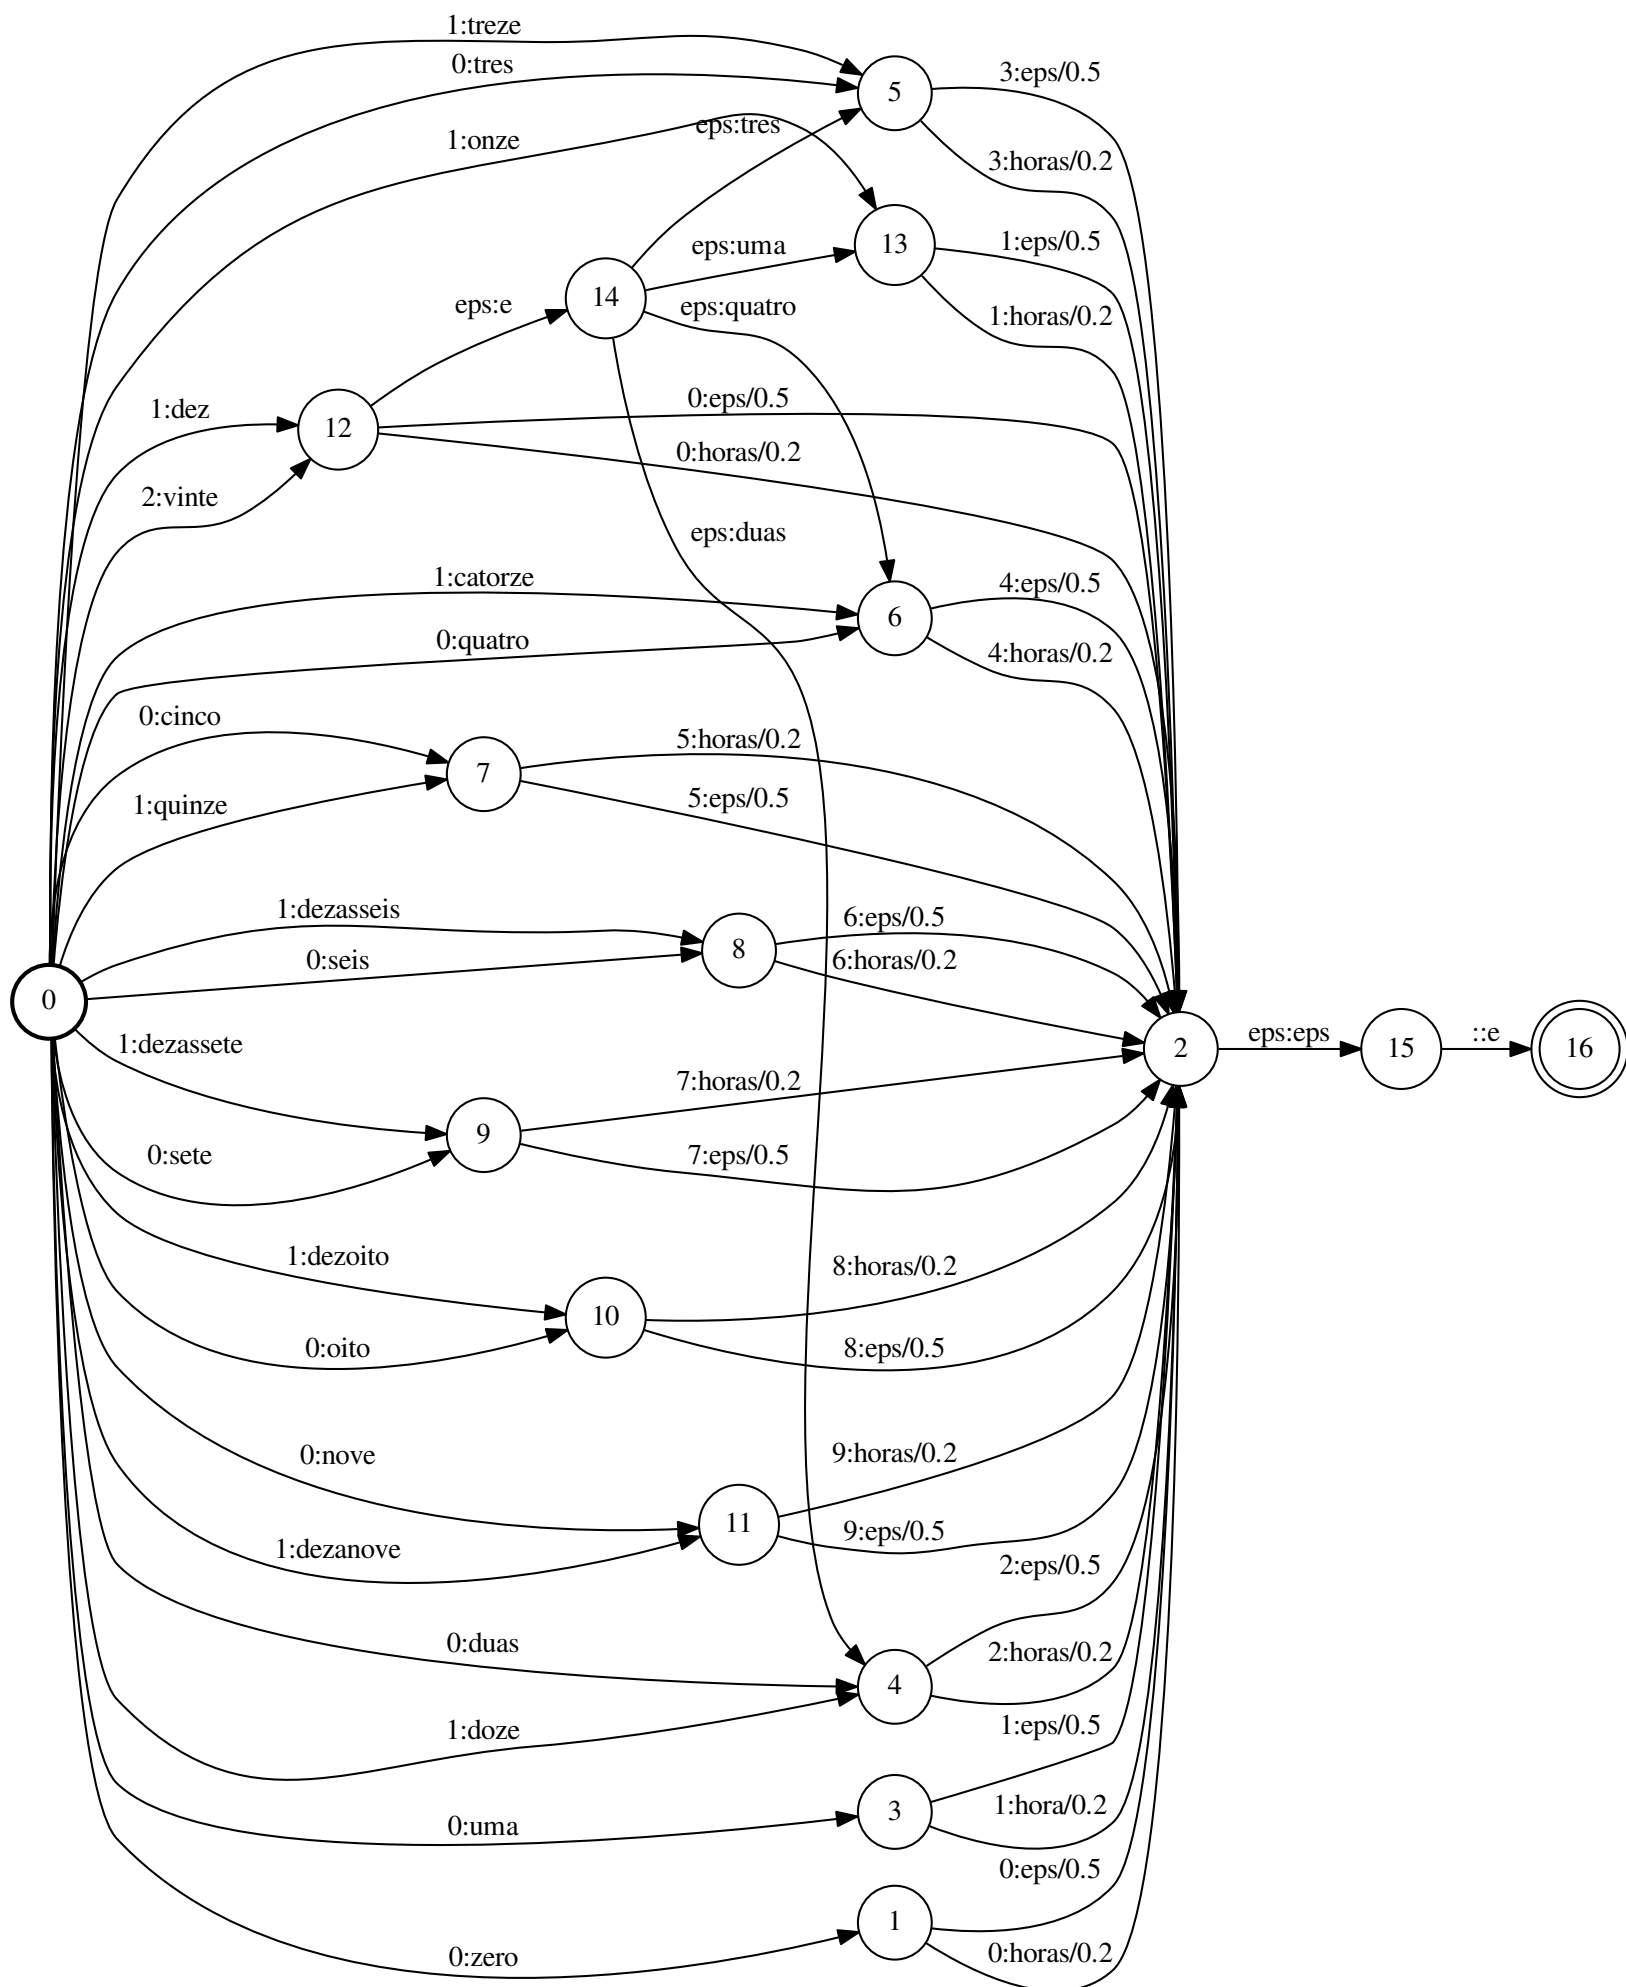 1:treze
0:tres
1:onze
1:dez
2:vinte
eps:e
eps:tres
eps:uma
eps:quatro
eps:duas
3:eps/0.5
3:horas/0.2
1:eps/0.5
1:horas/0.2
0:eps/0.5
0:horas/0.2
1:catorze
0:quatro
4:eps/0.5
4:horas/0.2
0:cinco
1:quinze
5:horas/0.2
5:eps/0.5
1:dezasseis
0:seis
6:eps/0.5
6:horas/0.2
1:dezassete
0:sete
7:horas/0.2
7:eps/0.5
1:dezoito
0:oito
8:horas/0.2
8:eps/0.5
0:nove
1:dezanove
9:horas/0.2
9:eps/0.5
0:duas
1:doze
2:eps/0.5
2:horas/0.2
0:uma
1:eps/0.5
1:hora/0.2
0:zero
0:eps/0.5
0:horas/0.2
eps:eps
::e
0
12
14
5
13
6
7
8
9
10
11
4
3
1
2
15
16